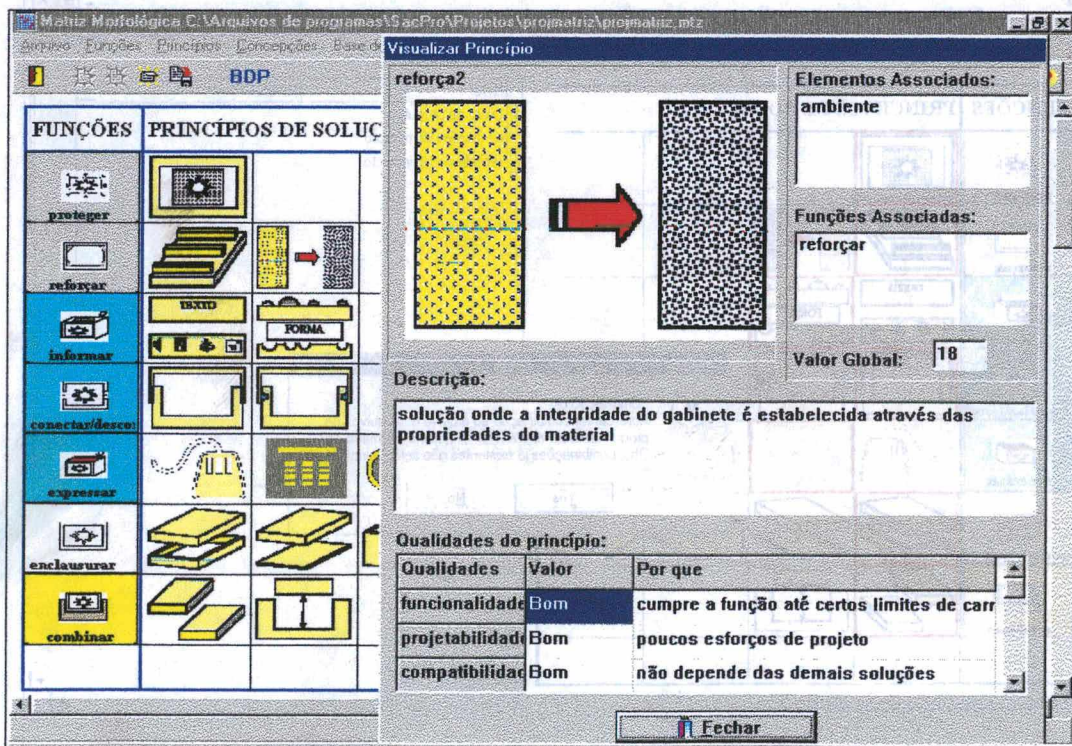 Matriz Morfológica C:\Arquivos de programas\SacPro\Projetos\projmatriz\projmatriz.mtz
Arquivo Funções Princípios Concepções Base de
BDP
FUNÇÕES PRINCÍPIOS DE SOLUÇ
proteger
reforçar
informar
TEXTO
FORMA
conectar/desco:
expressar
enclausurar
combinar
Visualizar Princípio
reforça2
Elementos Associados:
ambiente
Funções Associadas:
reforçar
Valor Global: 18
Descrição:
solução onde a integridade do gabinete é estabelecida através das
propriedades do material
Qualidades do princípio:
Qualidades Valor Por que
funcionalidade Bom cumpre a função até certos limites de carr
projetabilidade Bom poucos esforços de projeto
compatibilidad Bom não depende das demais soluções
Fechar